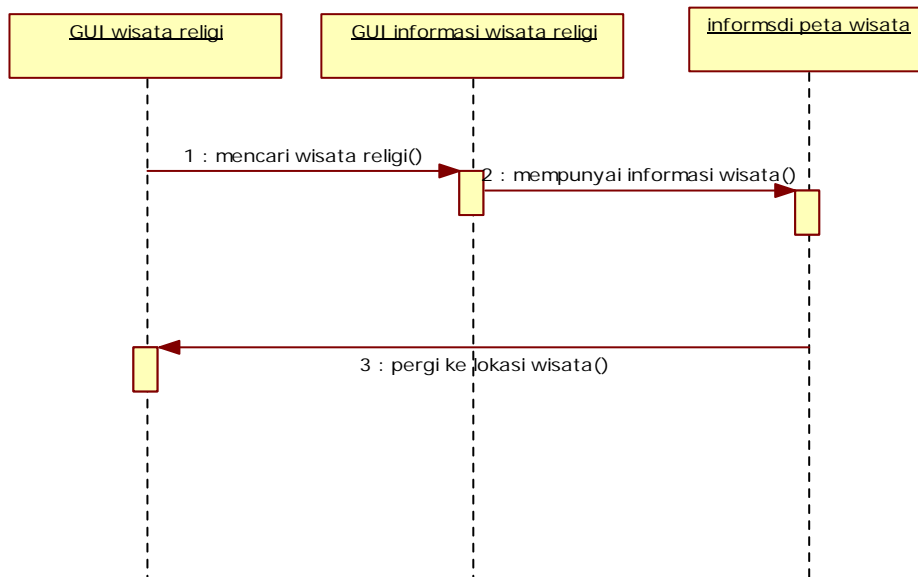 GUI wisata religi
GUI informasi wisata religi
informsdi peta wisata
1 : mencari wisata religi()
2 : mempunyai informasi wisata()
3 : pergi ke lokasi wisata()